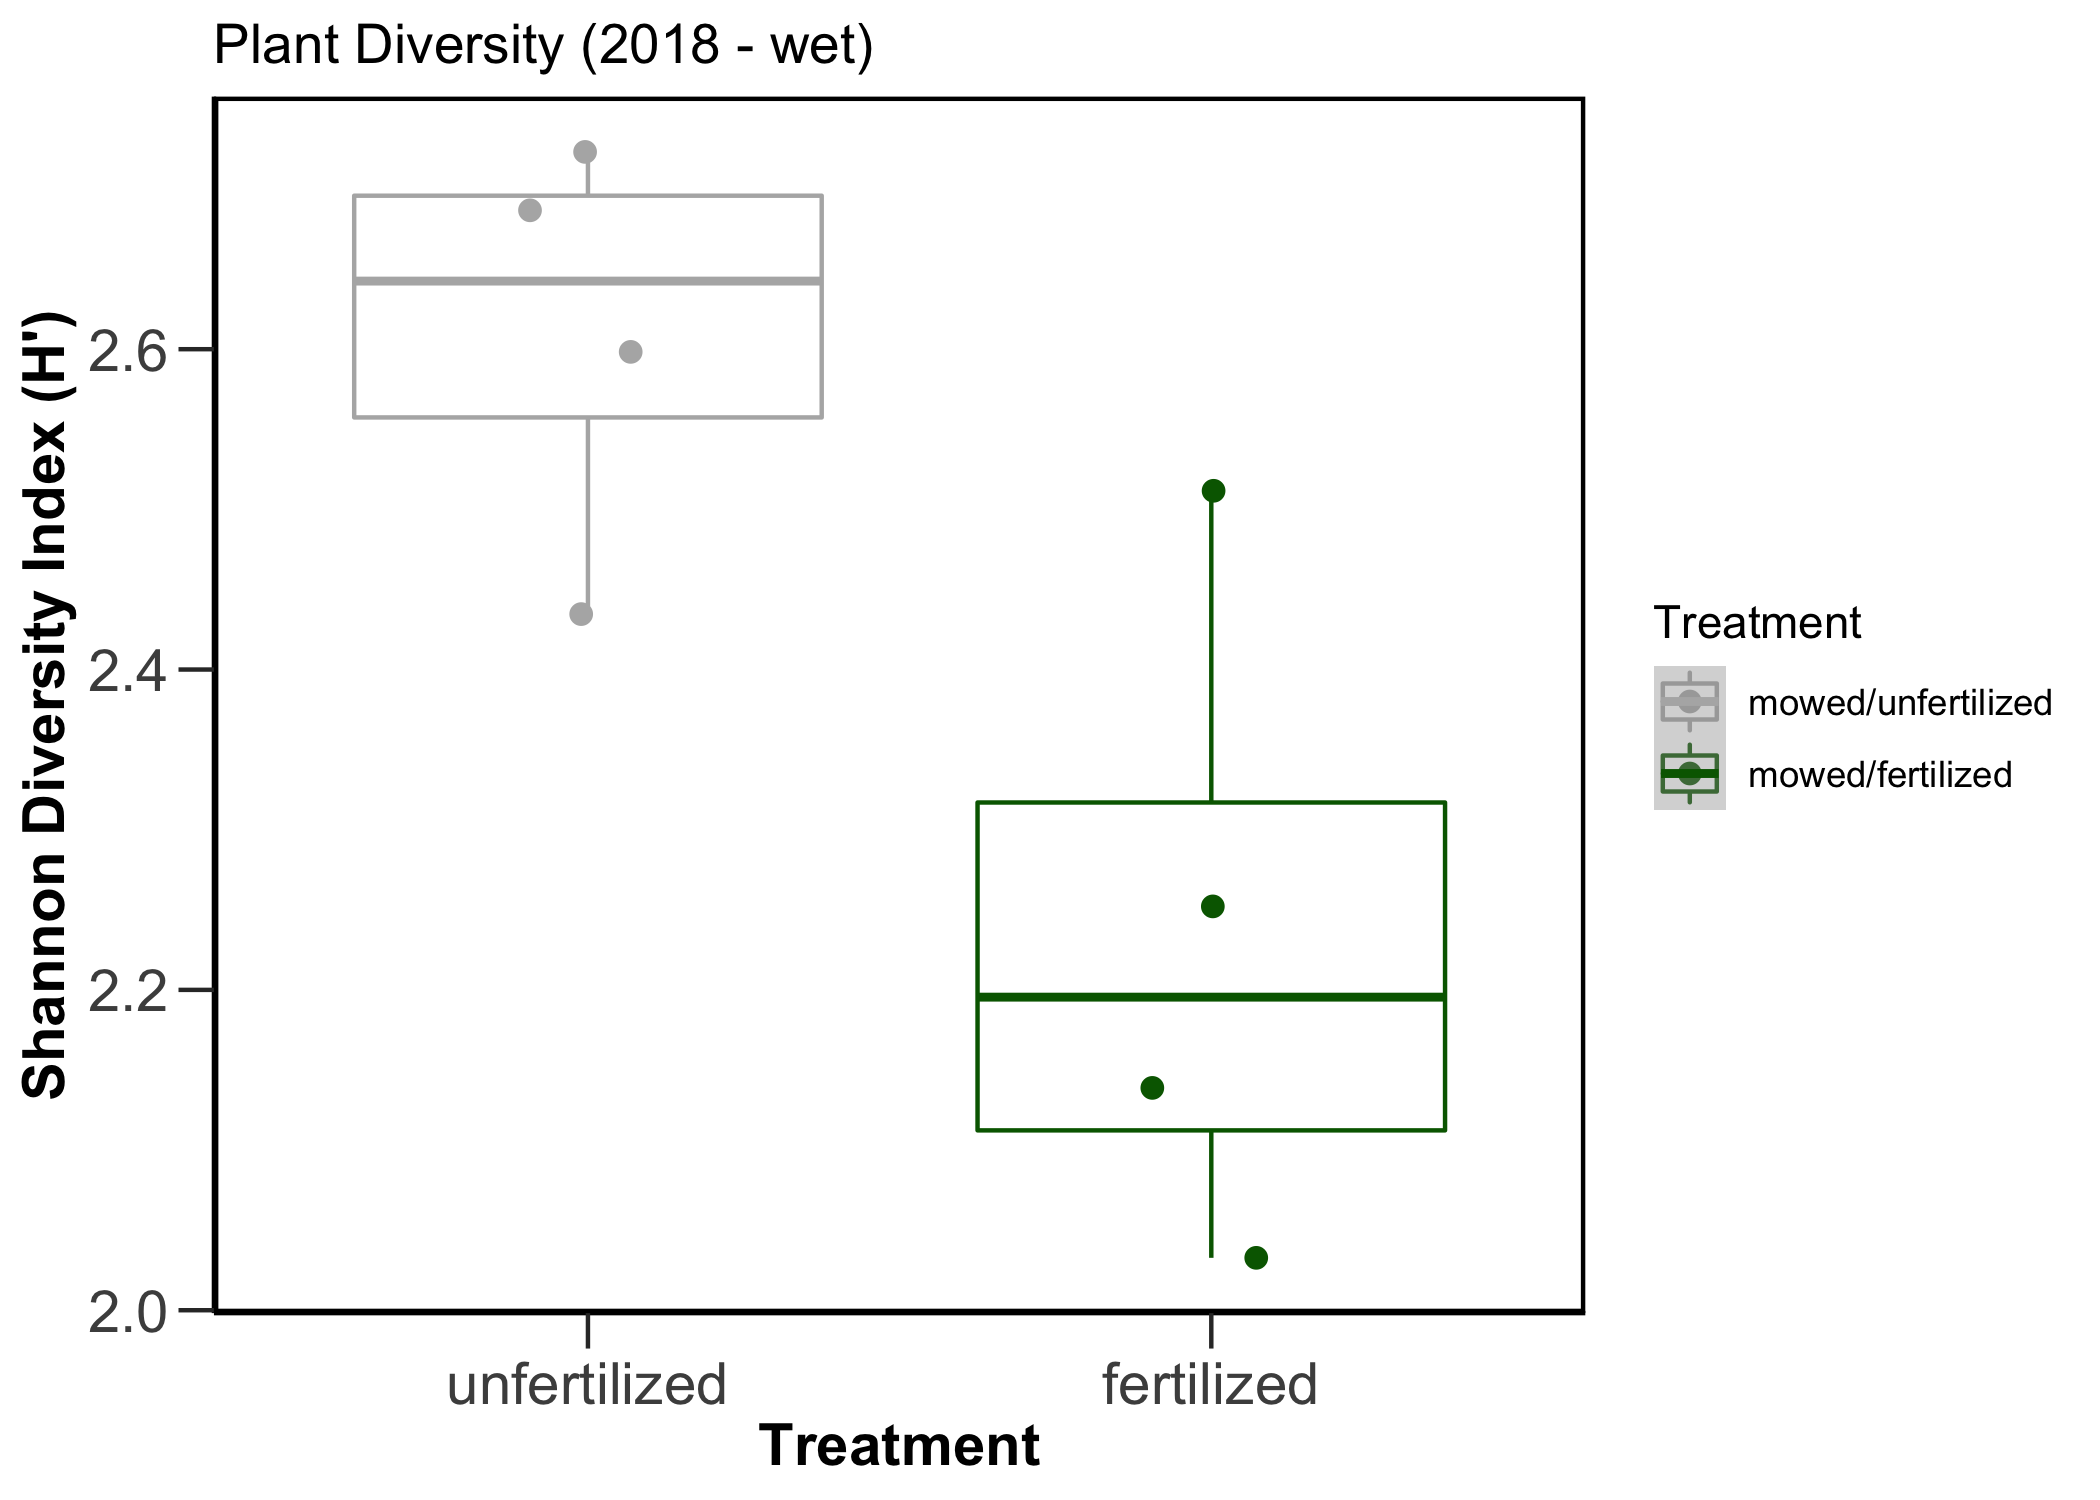 Plant Diversity (2018 - wet)
Shannon Diversity Index (H')
2.6
2.4
2.2
2.0
unfertilized
fertilized
Treatment
Treatment
mowed/unfertilized
mowed/fertilized